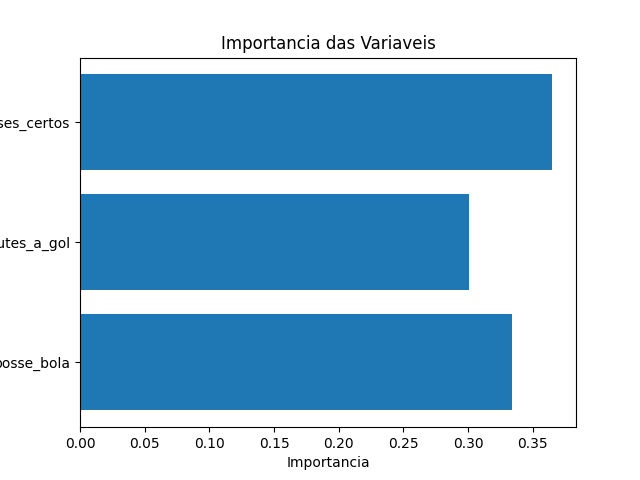 Importancia das Variaveis
ses_certos
utes_a_gol
posse_bola
0.00 0.05 0.10 0.15 0.20 0.25 0.30 0.35
Importancia